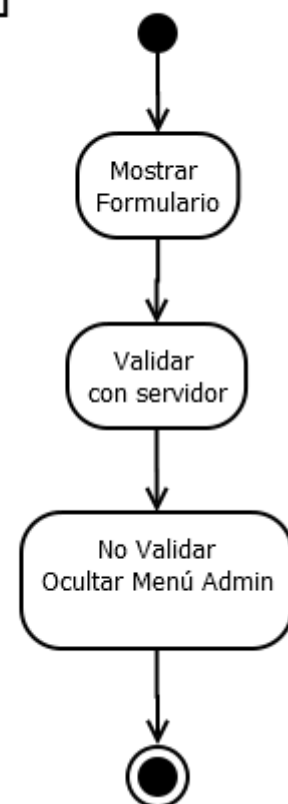 Mostrar
Formulario
Validar
con servidor
No Validar
Ocultar Menú Admin